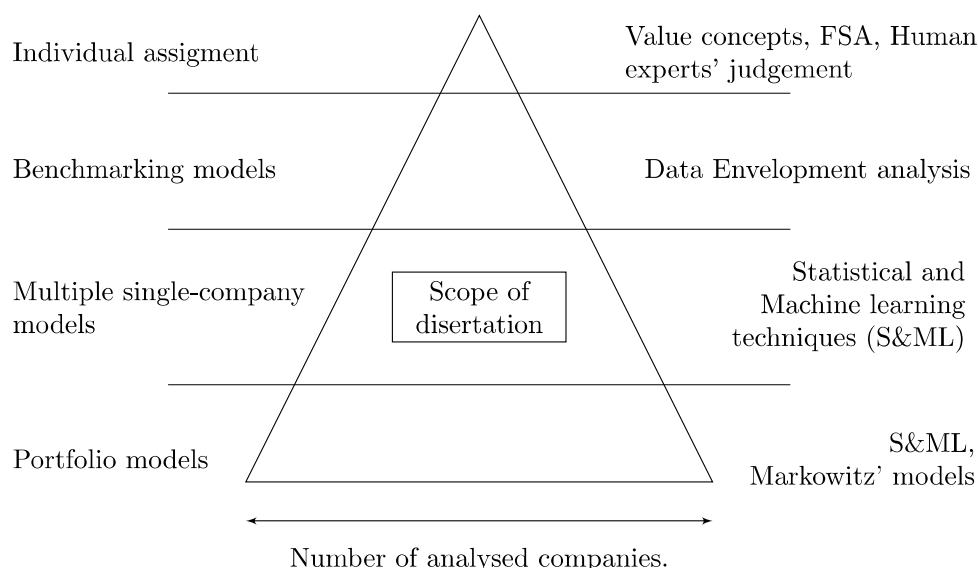 Individual assigment
Value concepts, FSA, Human
experts' judgement
Benchmarking models
Data Envelopment analysis
Multiple single-company
models
Scope of
disertation
Statistical and
Machine learning
techniques (S&ML)
Portfolio models
S&ML,
Markowitz' models
Number of analysed companies.